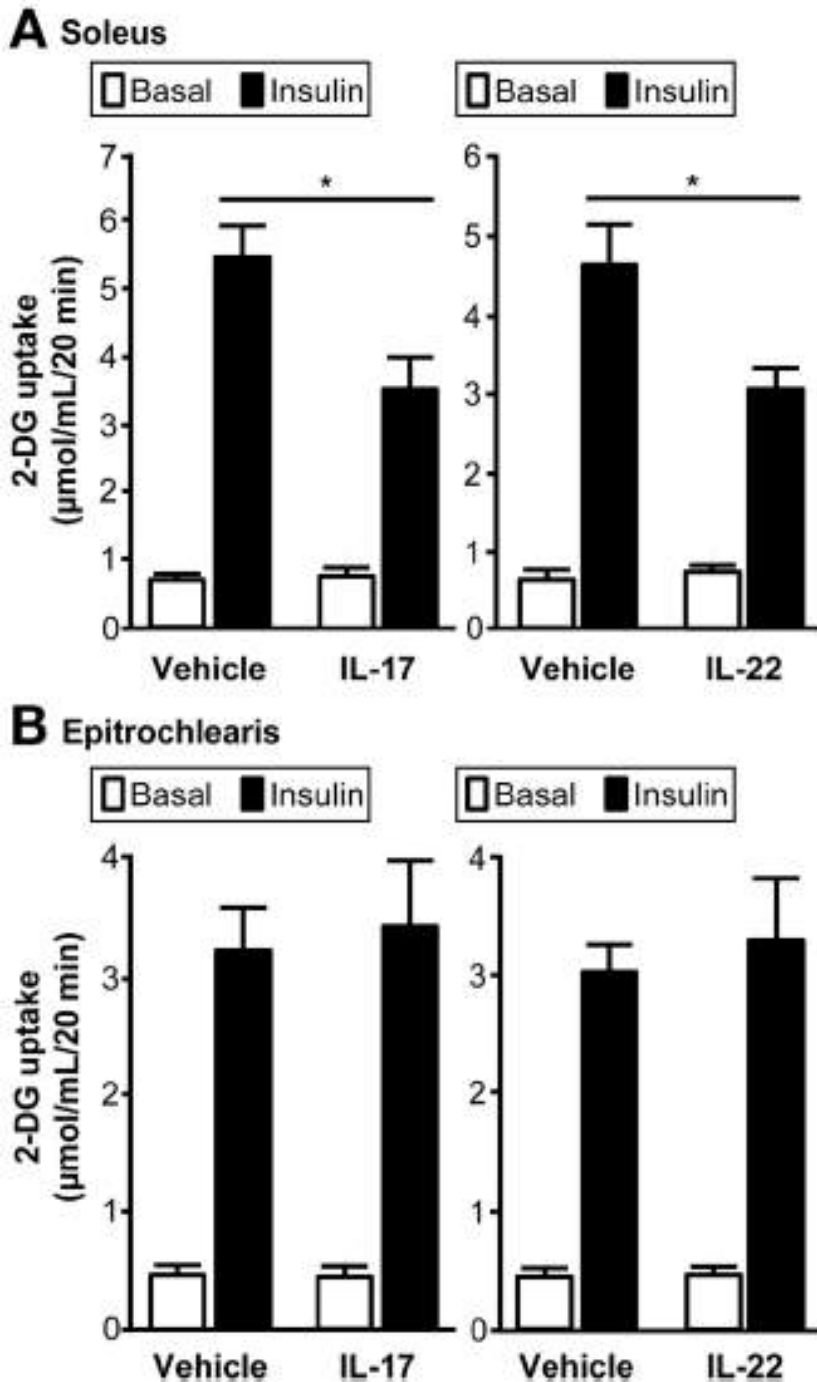 A Soleus
Basal Insulin
Basal Insulin
2-DG uptake
(µmol/mL/20 min)
7
6
5
4
3
2
1
0
*
Vehicle IL-17
6
5
4
3
2
1
0
*
Vehicle IL-22
B Epitrochlearis
Basal Insulin
Basal Insulin
2-DG uptake
(µmol/mL/20 min)
4
3
2
1
0
Vehicle IL-17
4
3
2
1
0
Vehicle IL-22